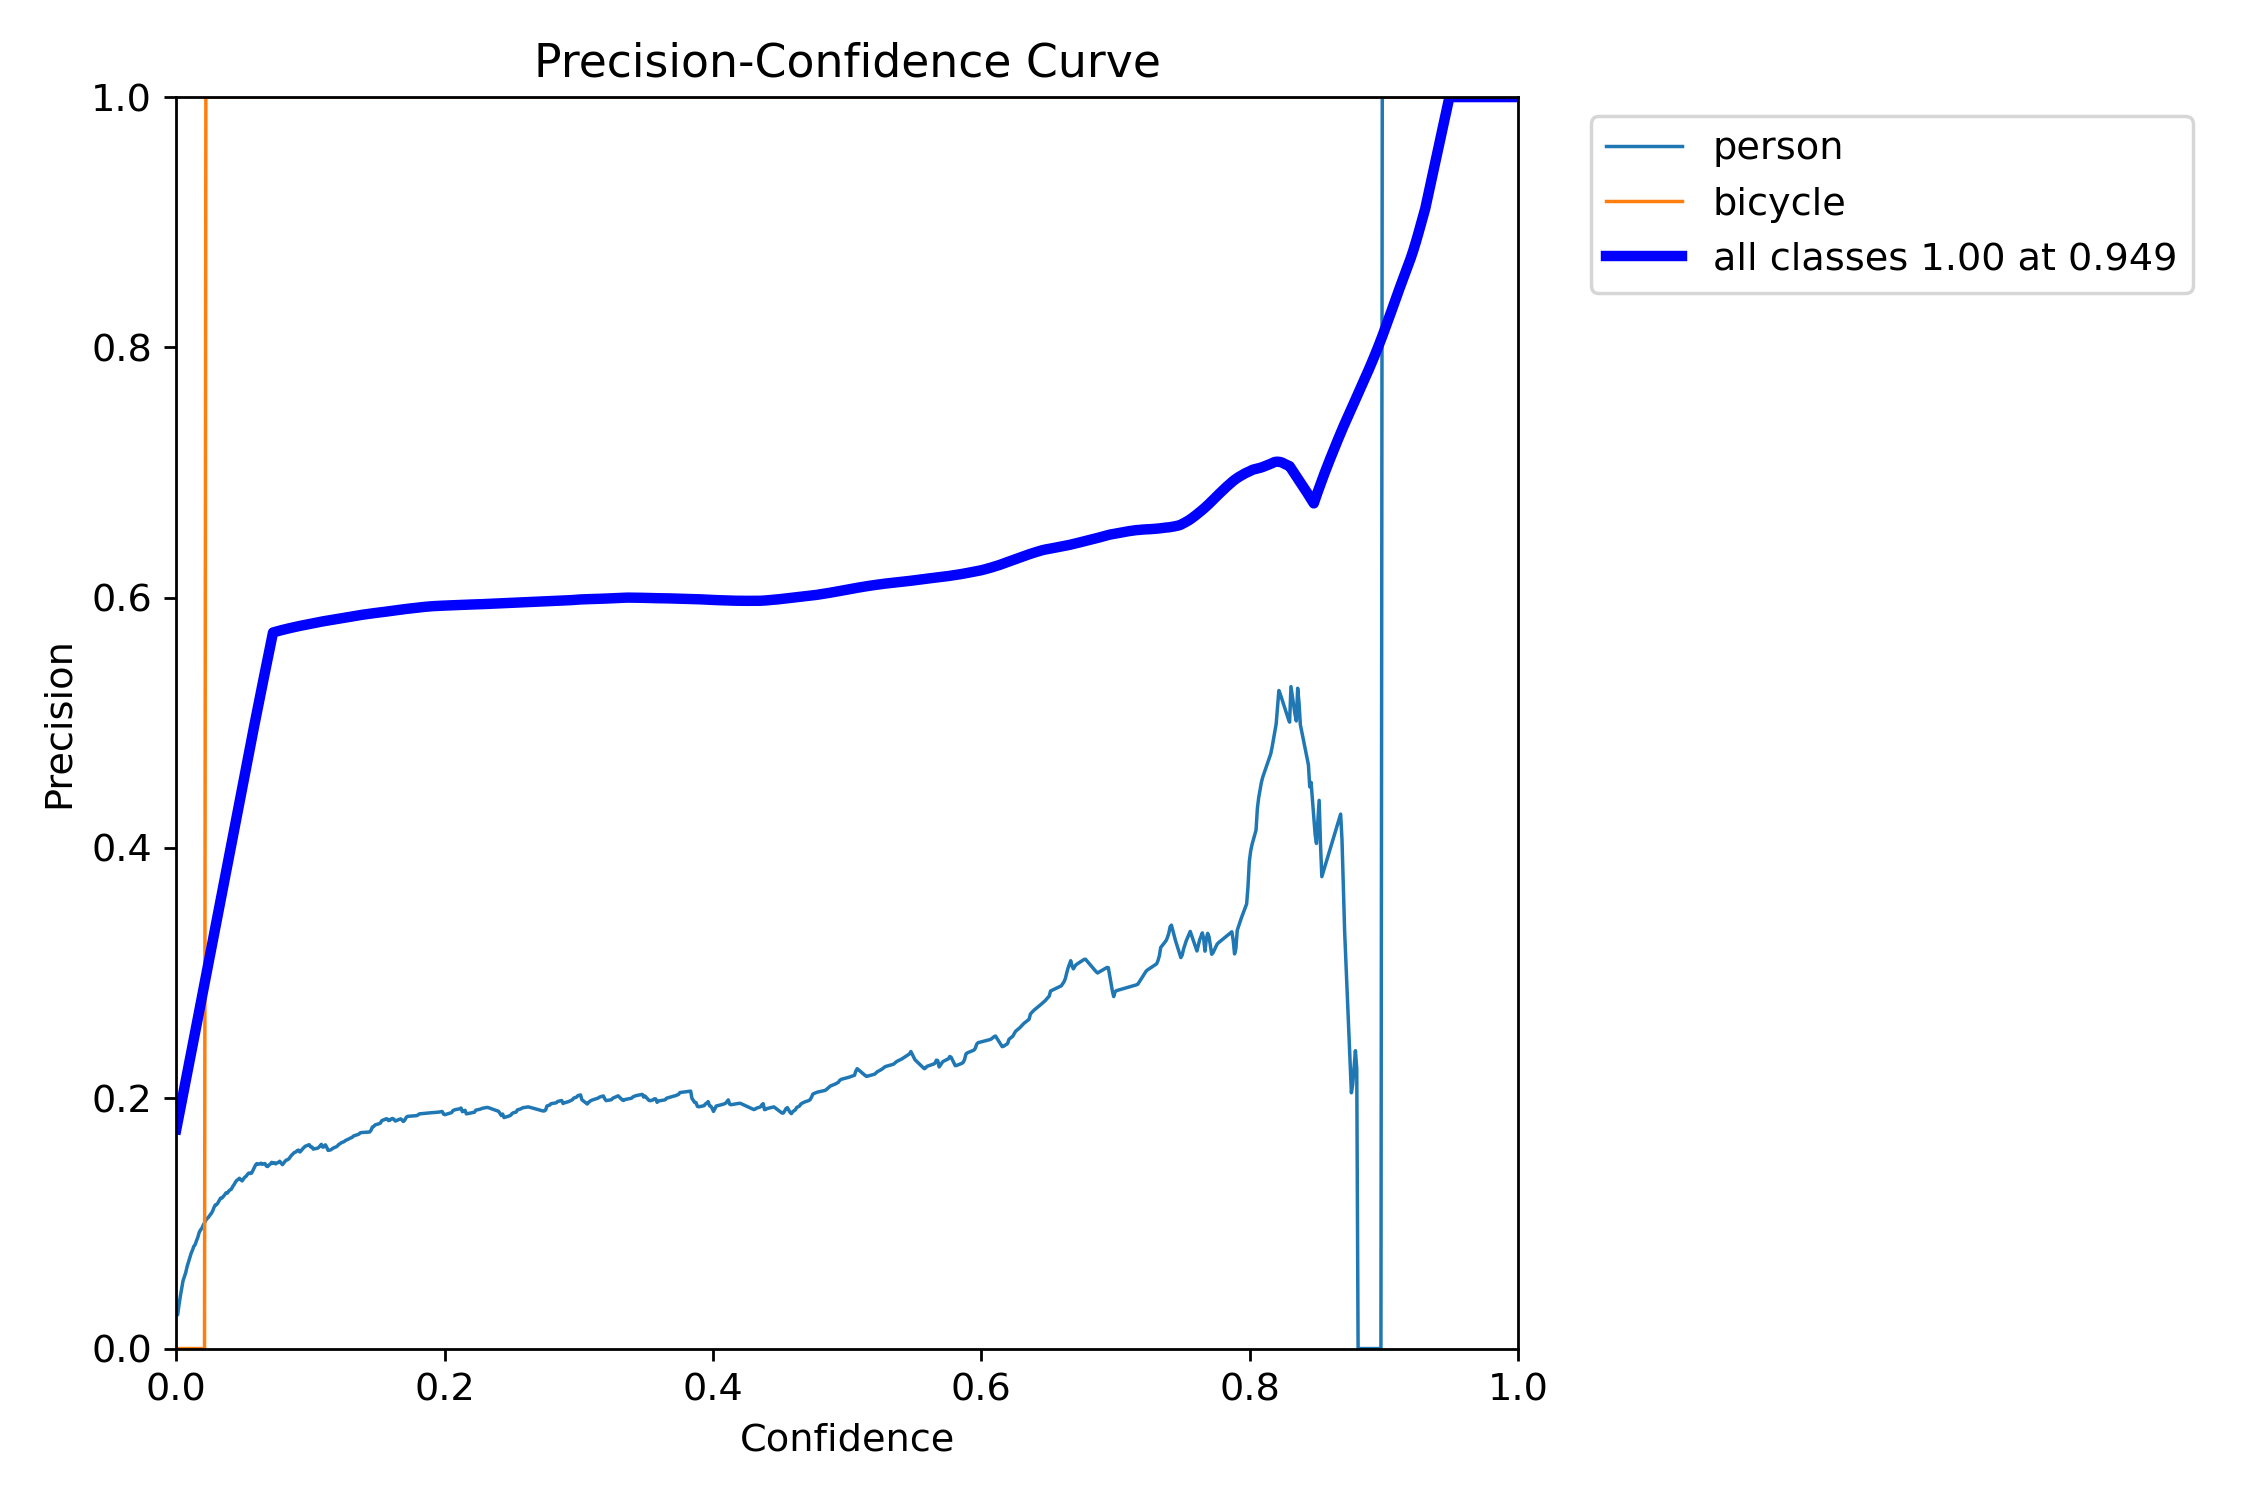 Precision-Confidence Curve
1.0
0.8
0.6
0.4
0.2
0.0
Precision
0.0 0.2 0.4 0.6 0.8 1.0
Confidence
person
bicycle
all classes 1.00 at 0.949